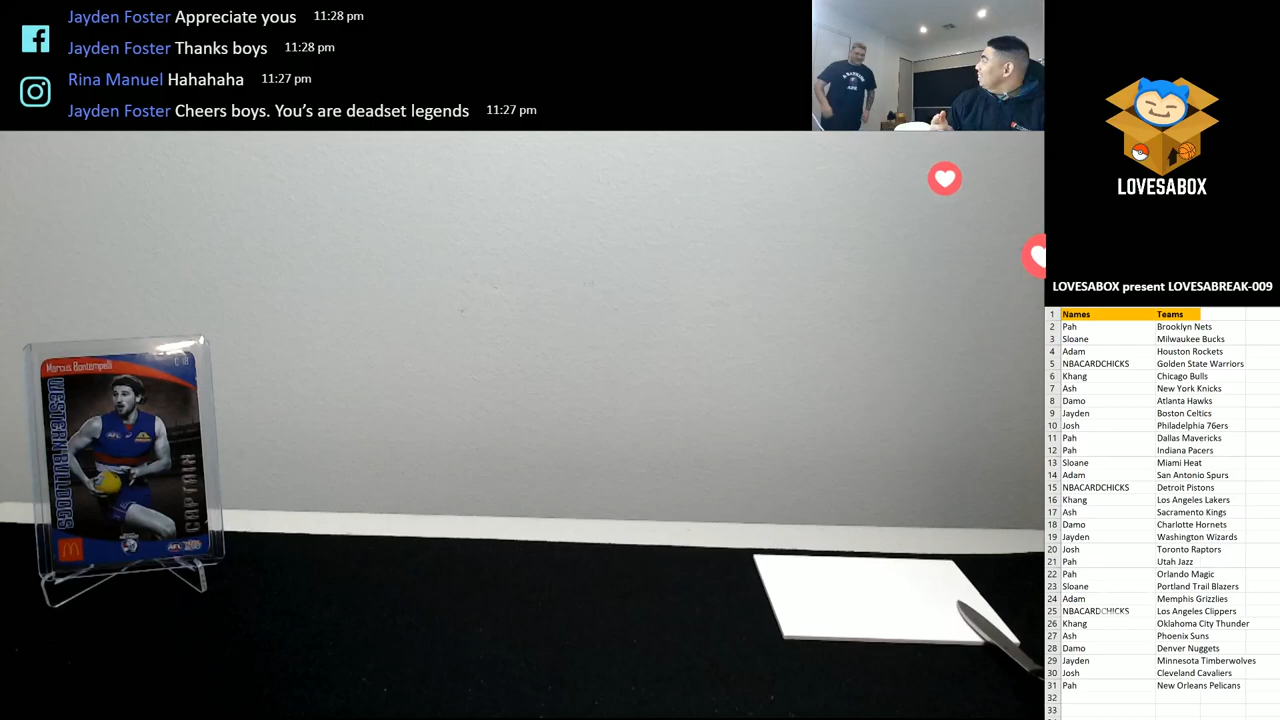 Jayden Foster Appreciate yous 11:28 pm
Jayden Foster Thanks boys 11:28 pm
Rina Manuel Hahahaha 11:27 pm
Jayden Foster Cheers boys. You's are deadset legends 11:27 pm
LOVESABOX
LOVESABOX present LOVESABREAK-009
1 Names Teams
2 Pah Brooklyn Nets
3 Sloane Milwaukee Bucks
4 Adam Houston Rockets
5 NBACARDCHICKS Golden State Warriors
6 Khang Chicago Bulls
7 Ash New York Knicks
8 Damo Atlanta Hawks
9 Jayden Boston Celtics
10 Josh Philadelphia 76ers
11 Pah Dallas Mavericks
12 Pah Indiana Pacers
13 Sloane Miami Heat
14 Adam San Antonio Spurs
15 NBACARDCHICKS Detroit Pistons
16 Khang Los Angeles Lakers
17 Ash Sacramento Kings
18 Damo Charlotte Hornets
19 Jayden Washington Wizards
20 Josh Toronto Raptors
21 Pah Utah Jazz
22 Pah Orlando Magic
23 Sloane Portland Trail Blazers
24 Adam Memphis Grizzlies
25 NBACARDCHICKS Los Angeles Clippers
26 Khang Oklahoma City Thunder
27 Ash Phoenix Suns
28 Damo Denver Nuggets
29 Jayden Minnesota Timberwolves
30 Josh Cleveland Cavaliers
31 Pah New Orleans Pelicans
32
33
Marcus Bontempelli
WESTERN BULLDOGS
CAPTAIN
AFL